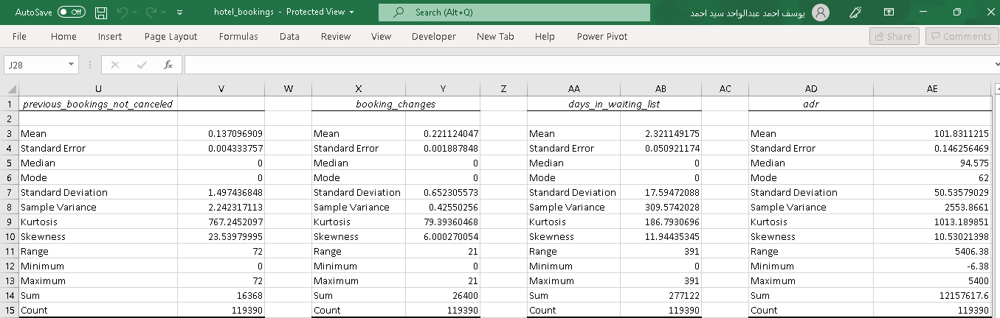 AutoSave Off hotel_bookings - Protected View Search (Alt+Q) يوسف احمد عبدالواحد سيد احمد
File Home Insert Page Layout Formulas Data Review View Developer New Tab Help Power Pivot Share Comments
J28 fx
U V W X Y Z AA AB AC AD AE
1 previous_bookings_not_canceled booking_changes days_in_waiting_list adr
2
3 Mean 0.137096909 Mean 0.221124047 Mean 2.321149175 Mean 101.8311215
4 Standard Error 0.004333757 Standard Error 0.001887848 Standard Error 0.050921174 Standard Error 0.146256469
5 Median 0 Median 0 Median 0 Median 94.575
6 Mode 0 Mode 0 Mode 0 Mode 62
7 Standard Deviation 1.497436848 Standard Deviation 0.652305573 Standard Deviation 17.59472088 Standard Deviation 50.53579029
8 Sample Variance 2.242317113 Sample Variance 0.42550256 Sample Variance 309.5742028 Sample Variance 2553.8661
9 Kurtosis 767.2452097 Kurtosis 79.39360468 Kurtosis 186.7930696 Kurtosis 1013.189851
10 Skewness 23.53979995 Skewness 6.000270054 Skewness 11.94435345 Skewness 10.53021398
11 Range 72 Range 21 Range 391 Range 5406.38
12 Minimum 0 Minimum 0 Minimum 0 Minimum -6.38
13 Maximum 72 Maximum 21 Maximum 391 Maximum 5400
14 Sum 16368 Sum 26400 Sum 277122 Sum 12157617.6
15 Count 119390 Count 119390 Count 119390 Count 119390